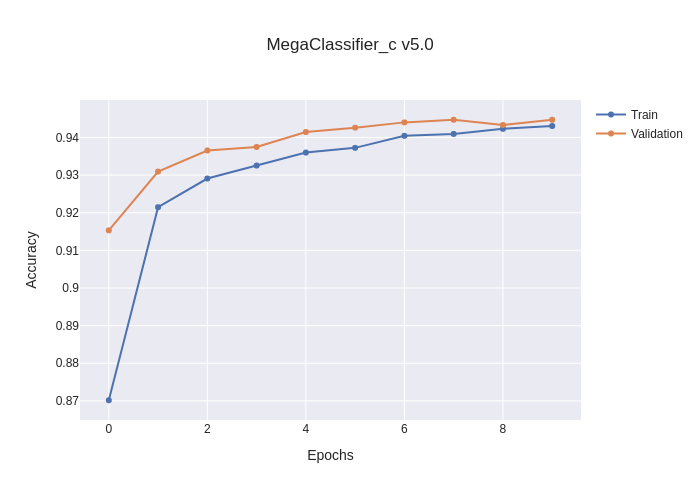 MegaClassifier_c v5.0
Train
Validation
0.94
0.93
0.92
0.91
0.9
0.89
0.88
0.87
Accuracy
0 2 4 6 8
Epochs